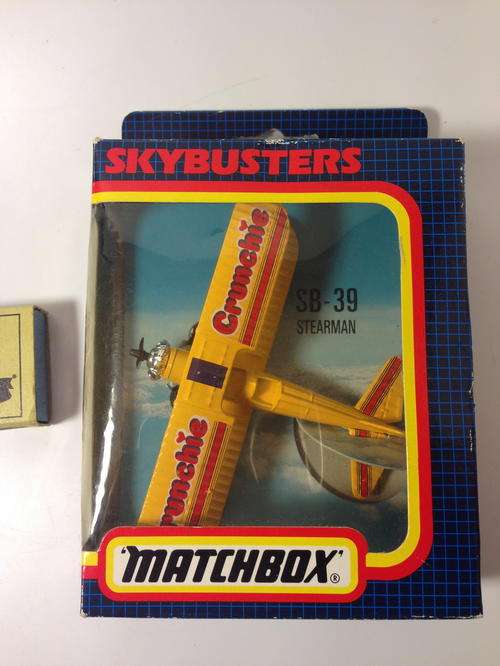 SKYBUSTERS
Crunchie
SB-39
STEARMAN
Crunchie
'MATCHBOX'®